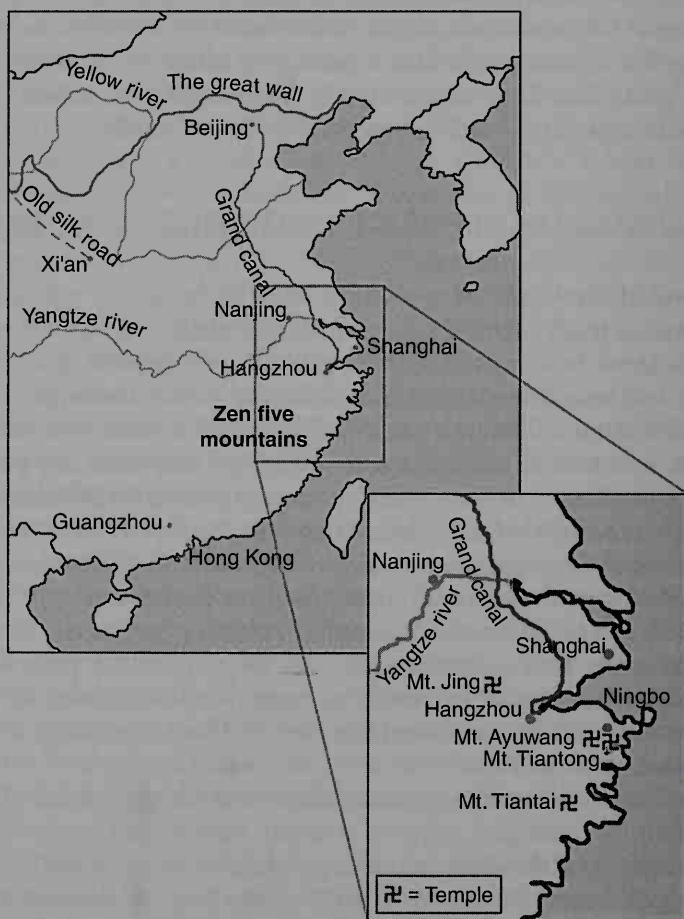 Yellow river
The great wall
Beijing
Old silk road
Grand canal
Xi'an
Nanjing
Yangtze river
Shanghai
Hangzhou
Zen five
mountains
Guangzhou
Hong Kong
Grand canal
Nanjing
Yangtze river
Shanghai
Mt. Jing 卍
Hangzhou
Ningbo
Mt. Ayuwang 卍卍
Mt. Tiantong
Mt. Tiantai 卍
卍 = Temple